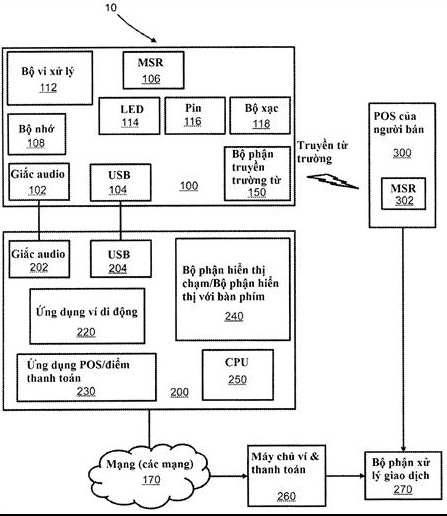 10
Bộ vi xử lý
112
MSR
106
LED
114
Pin
116
Bộ xạc
118
Bộ nhớ
108
Giắc audio
102
USB
104
100
Bộ phận
truyền
trường từ
150
Truyền từ
trường
POS của
người bán
300
MSR
302
Giắc audio
202
USB
204
Bộ phận hiển thị
chạm/Bộ phận hiển
thị với bàn phím
240
Ứng dụng ví di động
220
Ứng dụng POS/điểm
thanh toán
230
200
CPU
250
Mạng (các mạng)
170
Máy chủ ví &
thanh toán
260
Bộ phận xử
lý giao dịch
270